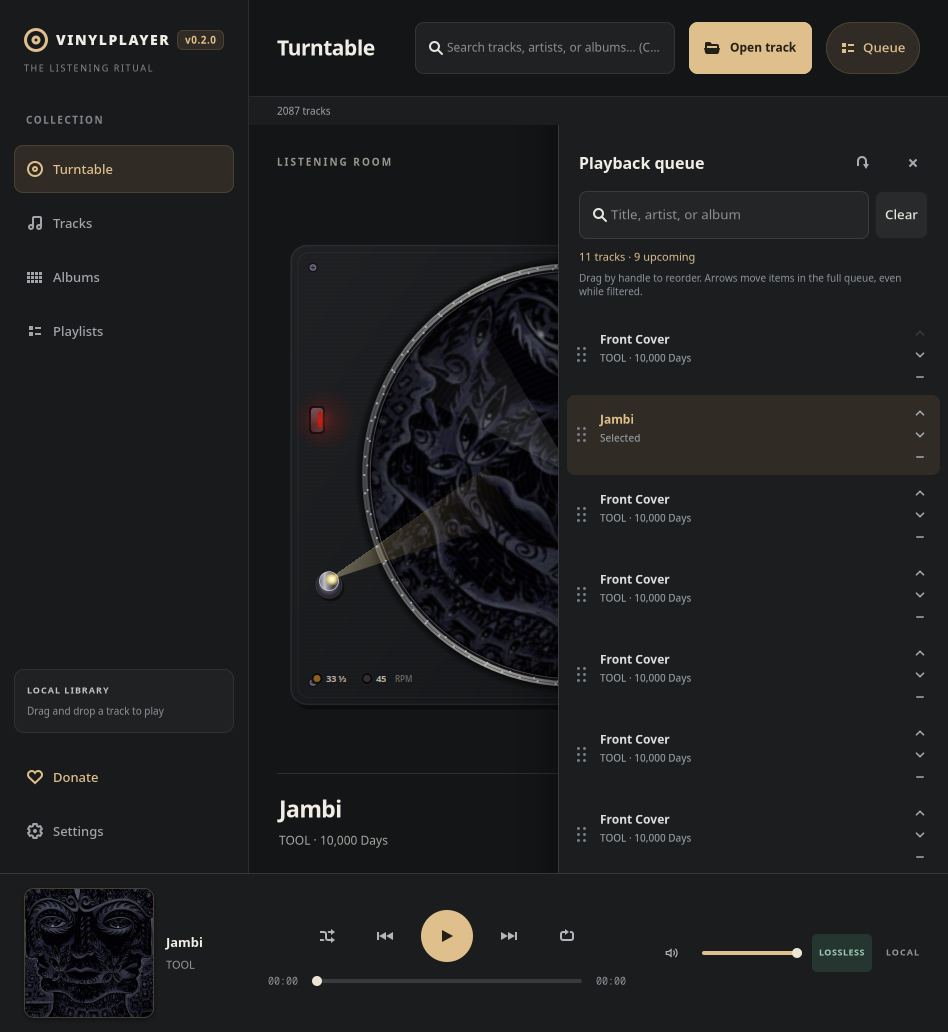 VINYLPLAYER v0.2.0
THE LISTENING RITUAL
COLLECTION
Turntable
Tracks
Albums
Playlists
LOCAL LIBRARY
Drag and drop a track to play
Donate
Settings
Turntable
Search tracks, artists, or albums... (C...
Open track
Queue
2087 tracks
LISTENING ROOM
33 ⅓ 45 RPM
Jambi
TOOL · 10,000 Days
Playback queue
Title, artist, or album
Clear
11 tracks · 9 upcoming
Drag by handle to reorder. Arrows move items in the full queue, even
while filtered.
Front Cover
TOOL · 10,000 Days
Jambi
Selected
Front Cover
TOOL · 10,000 Days
Front Cover
TOOL · 10,000 Days
Front Cover
TOOL · 10,000 Days
Front Cover
TOOL · 10,000 Days
Front Cover
TOOL · 10,000 Days
Jambi
TOOL
00:00
00:00
LOSSLESS
LOCAL